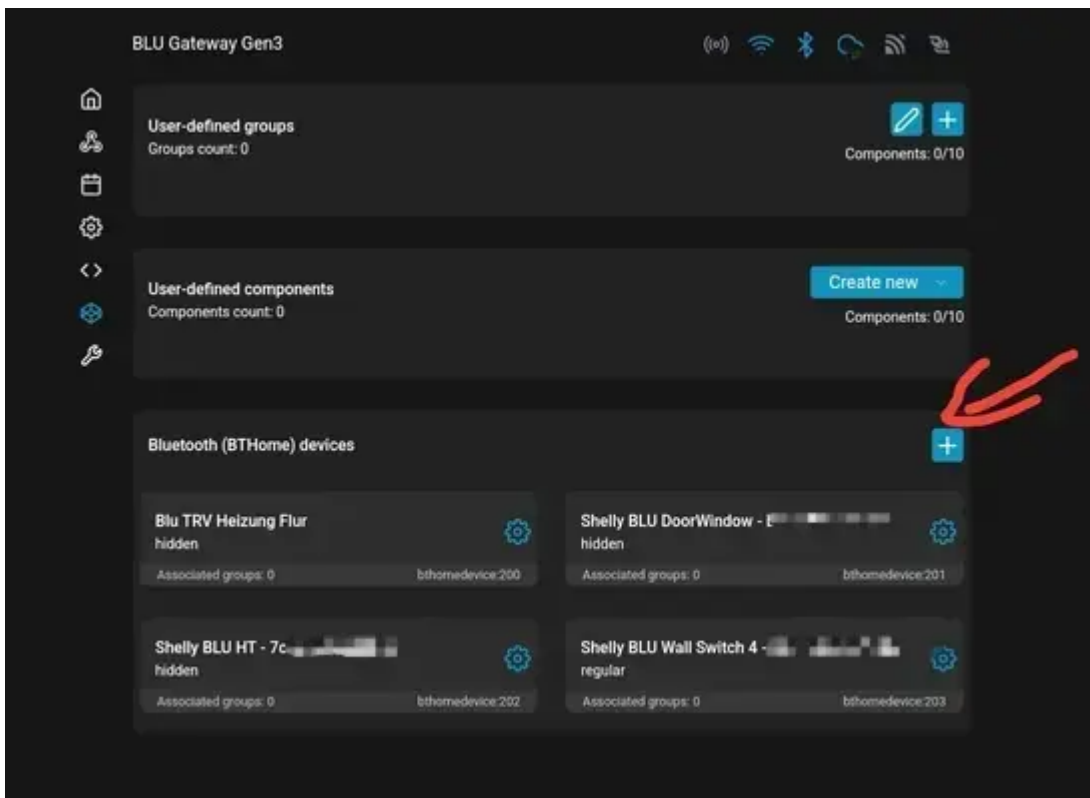 BLU Gateway Gen3
User-defined groups
Groups count: 0
Components: 0/10
User-defined components
Components count: 0
Create new
Components: 0/10
Bluetooth (BTHome) devices
Blu TRV Heizung Flur
hidden
Associated groups: 0
bthomedevice:200
Shelly BLU DoorWindow -
hidden
Associated groups: 0
bthomedevice:201
Shelly BLU HT - 7c
hidden
Associated groups: 0
bthomedevice:202
Shelly BLU Wall Switch 4 -
regular
Associated groups: 0
bthomedevice:203